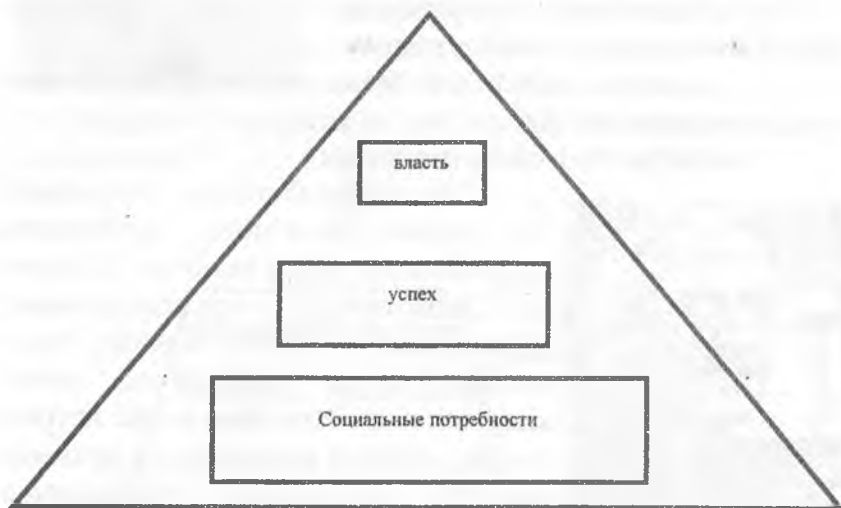 власть
успех
Социальные потребности